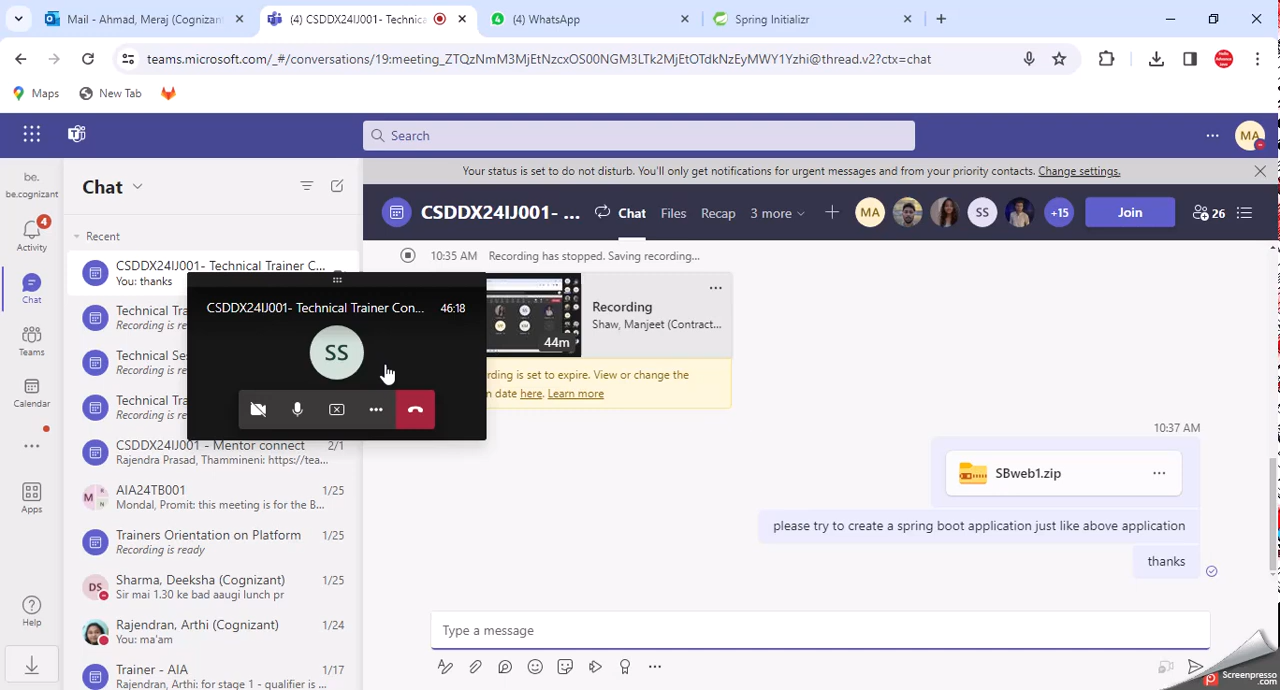 Mail - Ahmad, Meraj (Cognizan
(4) CSDDX24IJ001- Technica
(4) WhatsApp
Spring Initializr
teams.microsoft.com/_#/conversations/19:meeting_ZTQzNmM3MjEtNzcxOS00NGM3LTk2MjEtOTdkNzEyMWY1Yzhi@thread.v2?ctx=chat
Maps
New Tab
Search
MA
be.
be.cognizant
Activity
4
Chat
Teams
Calendar
Apps
Help
Chat
Recent
CSDDX24IJ001- Technical Trainer C...
You: thanks
Technical Tra
Recording is re
Technical Ses
Recording is re
Technical Tra
Recording is re
CSDDX24IJ001 - Mentor connect 2/1
Rajendra Prasad, Thammineni: https://tea...
AIA24TB001 1/25
Mondal, Promit: this meeting is for the B...
Trainers Orientation on Platform 1/25
Recording is ready
DS
Sharma, Deeksha (Cognizant) 1/25
Sir mai 1.30 ke bad aaugi lunch pr
Rajendran, Arthi (Cognizant) 1/24
You: ma'am
Trainer - AIA 1/17
Rajendran, Arthi: for stage 1 - qualifier is...
CSDDX24IJ001- Technical Trainer Con... 46:18
SS
Your status is set to do not disturb. You'll only get notifications for urgent messages and from your priority contacts. Change settings.
CSDDX24IJ001- ... Chat Files Recap 3 more MA SS +15 Join 26
10:35 AM Recording has stopped. Saving recording...
Recording
Shaw, Manjeet (Contract...
44m
rding is set to expire. View or change the
n date here. Learn more
10:37 AM
SBweb1.zip
please try to create a spring boot application just like above application
thanks
Type a message
Screenpresso
.com